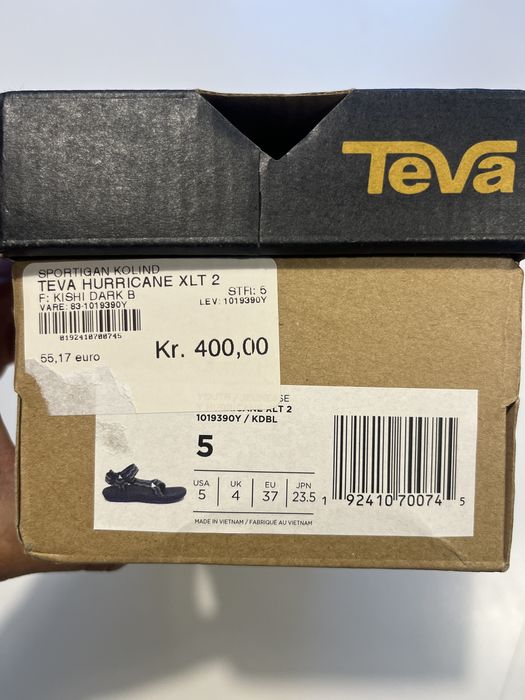 Teva
SPORTIGAN KOLIND
TEVA HURRICANE XLT 2
F: KISHI DARK B STR: 5
VARE: 83-1019390Y LEV: 1019390Y
0192410700745
55,17 euro Kr. 400,00
XLT 2
1019390Y / KDBL
5
USA UK EU JPN
5 4 37 23.5
1 92410 70074 5
MADE IN VIETNAM / FABRIQUÉ AU VIETNAM